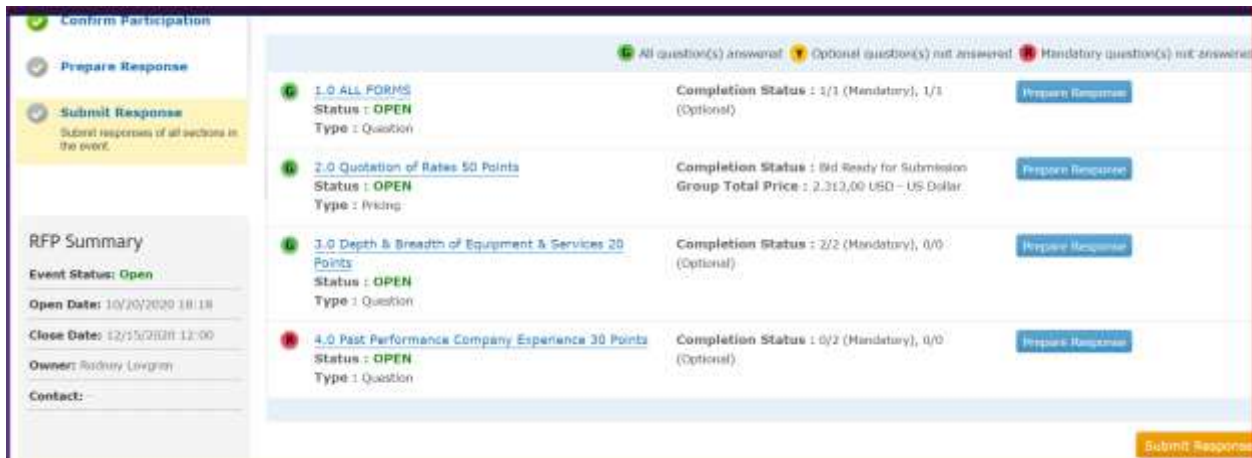 Confirm Participation
Prepare Response
Submit Response
Submit responses of all sections in
the event.
RFP Summary
Event Status: Open
Open Date: 10/20/2020 18:18
Close Date: 12/15/2020 12:00
Owner: Rodney Lovgren
Contact:
G All question(s) answered Y Optional question(s) not answered R Mandatory question(s) not answered
G 1.0 ALL FORMS
Status : OPEN
Type : Question
Completion Status : 1/1 (Mandatory), 1/1
(Optional)
Prepare Response
G 2.0 Quotation of Rates 50 Points
Status : OPEN
Type : Pricing
Completion Status : Bid Ready for Submission
Group Total Price : 2.312,00 USD - US Dollar
Prepare Response
G 3.0 Depth & Breadth of Equipment & Services 20
Points
Status : OPEN
Type : Question
Completion Status : 2/2 (Mandatory), 0/0
(Optional)
Prepare Response
R 4.0 Past Performance Company Experience 30 Points
Status : OPEN
Type : Question
Completion Status : 0/2 (Mandatory), 0/0
(Optional)
Prepare Response
Submit Response